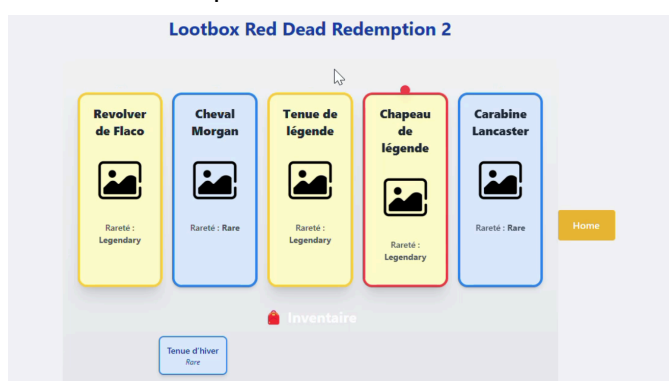 Lootbox Red Dead Redemption 2
Revolver
de Flaco
Rareté :
Legendary
Cheval
Morgan
Rareté : Rare
Tenue de
légende
Rareté :
Legendary
Chapeau
de
légende
Rareté :
Legendary
Carabine
Lancaster
Rareté : Rare
Home
Inventaire
Tenue d'hiver
Rare